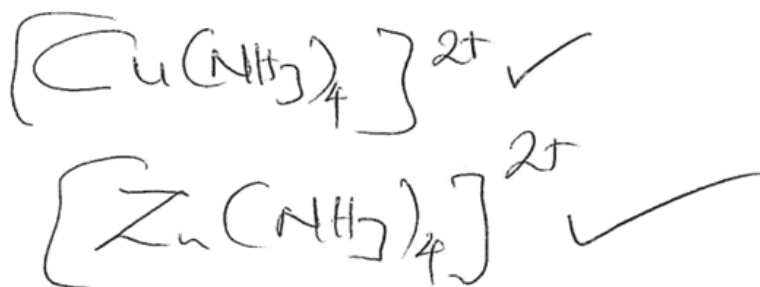 [Cu(NH₃)₄]²⁺ ✓
[Zn(NH₃)₄]²⁺ ✓